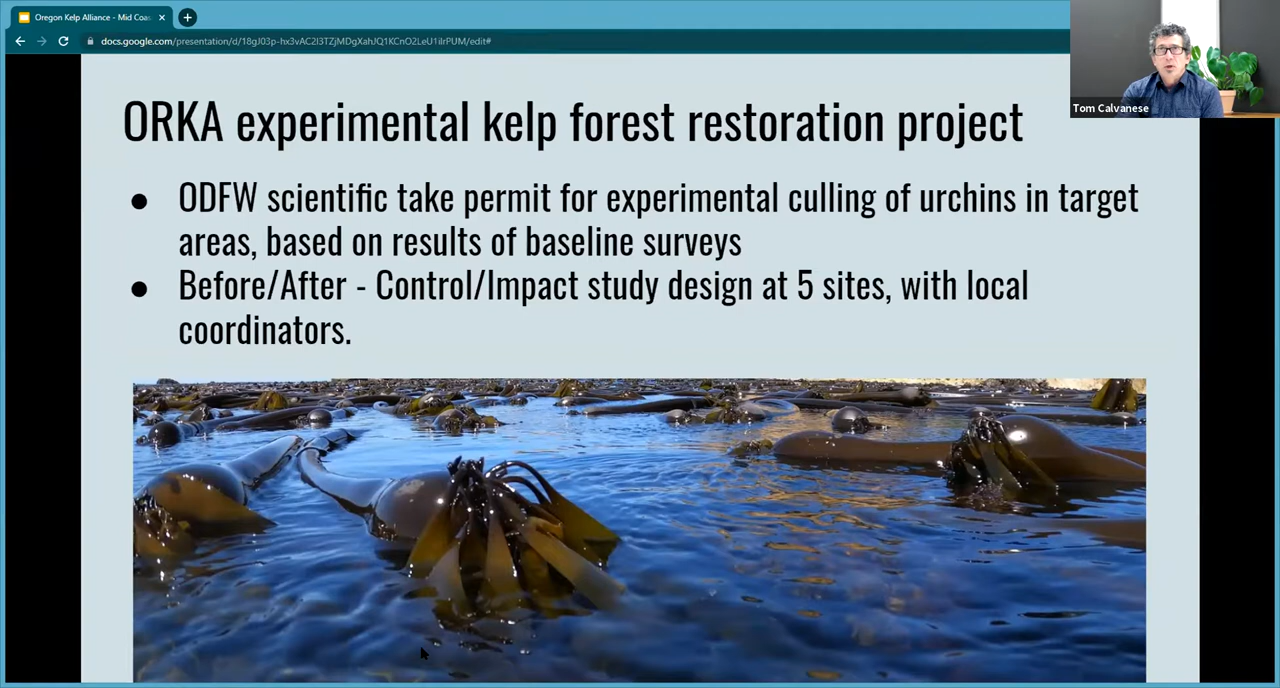 Oregon Kelp Alliance - Mid Coas
docs.google.com/presentation/d/18gJ03p-hx3vAC2I3TZjMDgXahJQ1KCnO2LeU1iIrPUM/edit#
Tom Calvanese
ORKA experimental kelp forest restoration project
● ODFW scientific take permit for experimental culling of urchins in target
areas, based on results of baseline surveys
● Before/After - Control/Impact study design at 5 sites, with local
coordinators.